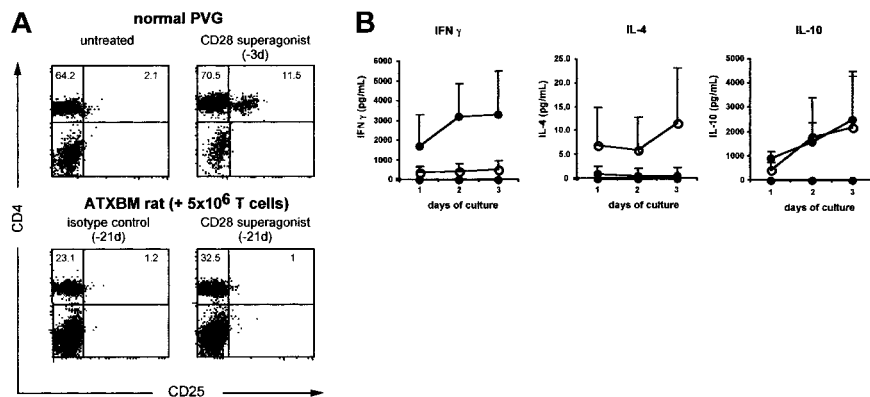 A
normal PVG
untreated
CD28 superagonist
(-3d)
64.2
2.1
70.5
11.5
ATXBM rat (+ 5x10⁶ T cells)
isotype control
(-21d)
CD28 superagonist
(-21d)
23.1
1.2
32.5
1
CD4
CD25
B
IFN γ
IFN γ (pg/mL)
6000
5000
4000
3000
2000
1000
0
1
2
3
days of culture
IL-4
IL-4 (pg/mL)
25.0
20.0
15.0
10.0
5.0
0
1
2
3
days of culture
IL-10
IL-10 (pg/mL)
5000
4000
3000
2000
1000
0
1
2
3
days of culture